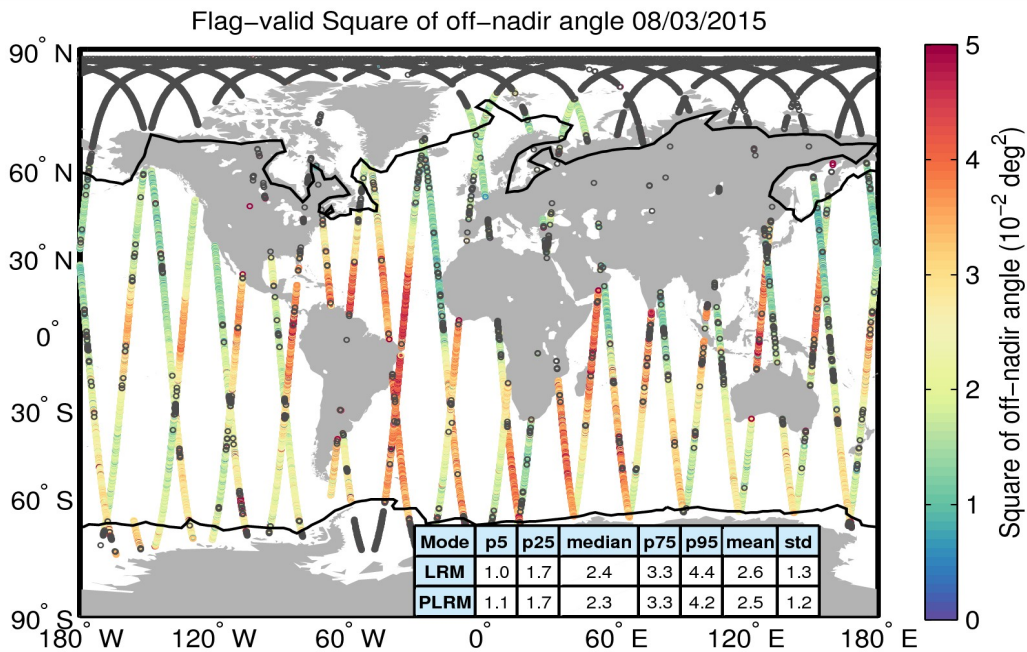 Flag-valid Square of off-nadir angle 08/03/2015
90° N
60° N
30° N
0°
30° S
60° S
90° S
180° W 120° W 60° W 0° 60° E 120° E 180° E
Mode p5 p25 median p75 p95 mean std
LRM 1.0 1.7 2.4 3.3 4.4 2.6 1.3
PLRM 1.1 1.7 2.3 3.3 4.2 2.5 1.2
5
4
3
2
1
0
Square of off-nadir angle (10⁻² deg²)